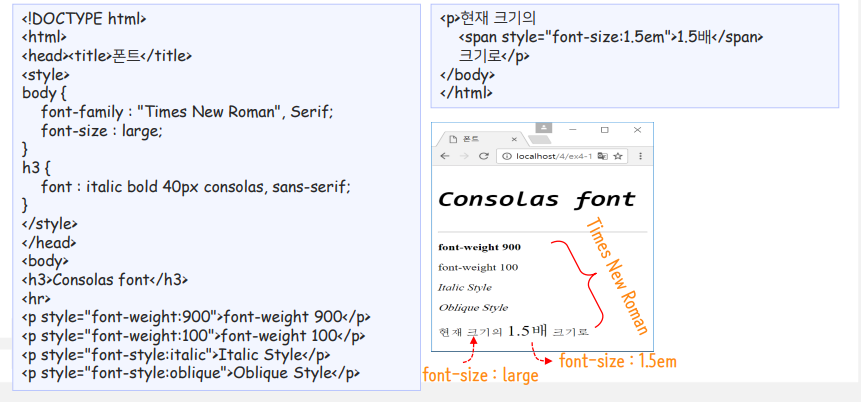 <!DOCTYPE html>
<html>
<head><title>폰트</title>
<style>
body {
font-family : "Times New Roman", Serif;
font-size : large;
}
h3 {
font : italic bold 40px consolas, sans-serif;
}
</style>
</head>
<body>
<h3>Consolas font</h3>
<hr>
<p style="font-weight:900">font-weight 900</p>
<p style="font-weight:100">font-weight 100</p>
<p style="font-style:italic">Italic Style</p>
<p style="font-style:oblique">Oblique Style</p>
<p>현재 크기의
<span style="font-size:1.5em">1.5배</span>
크기로</p>
</body>
</html>
폰트
localhost/4/ex4-1
Consolas font
font-weight 900
font-weight 100
Italic Style
Oblique Style
현재 크기의 1.5배 크기로
Times New Roman
font-size : 1.5em
font-size : large